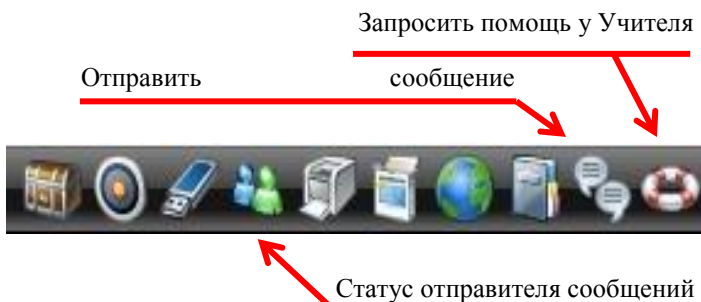 Запросить помощь у Учителя
Отправить сообщение
Статус отправителя сообщений